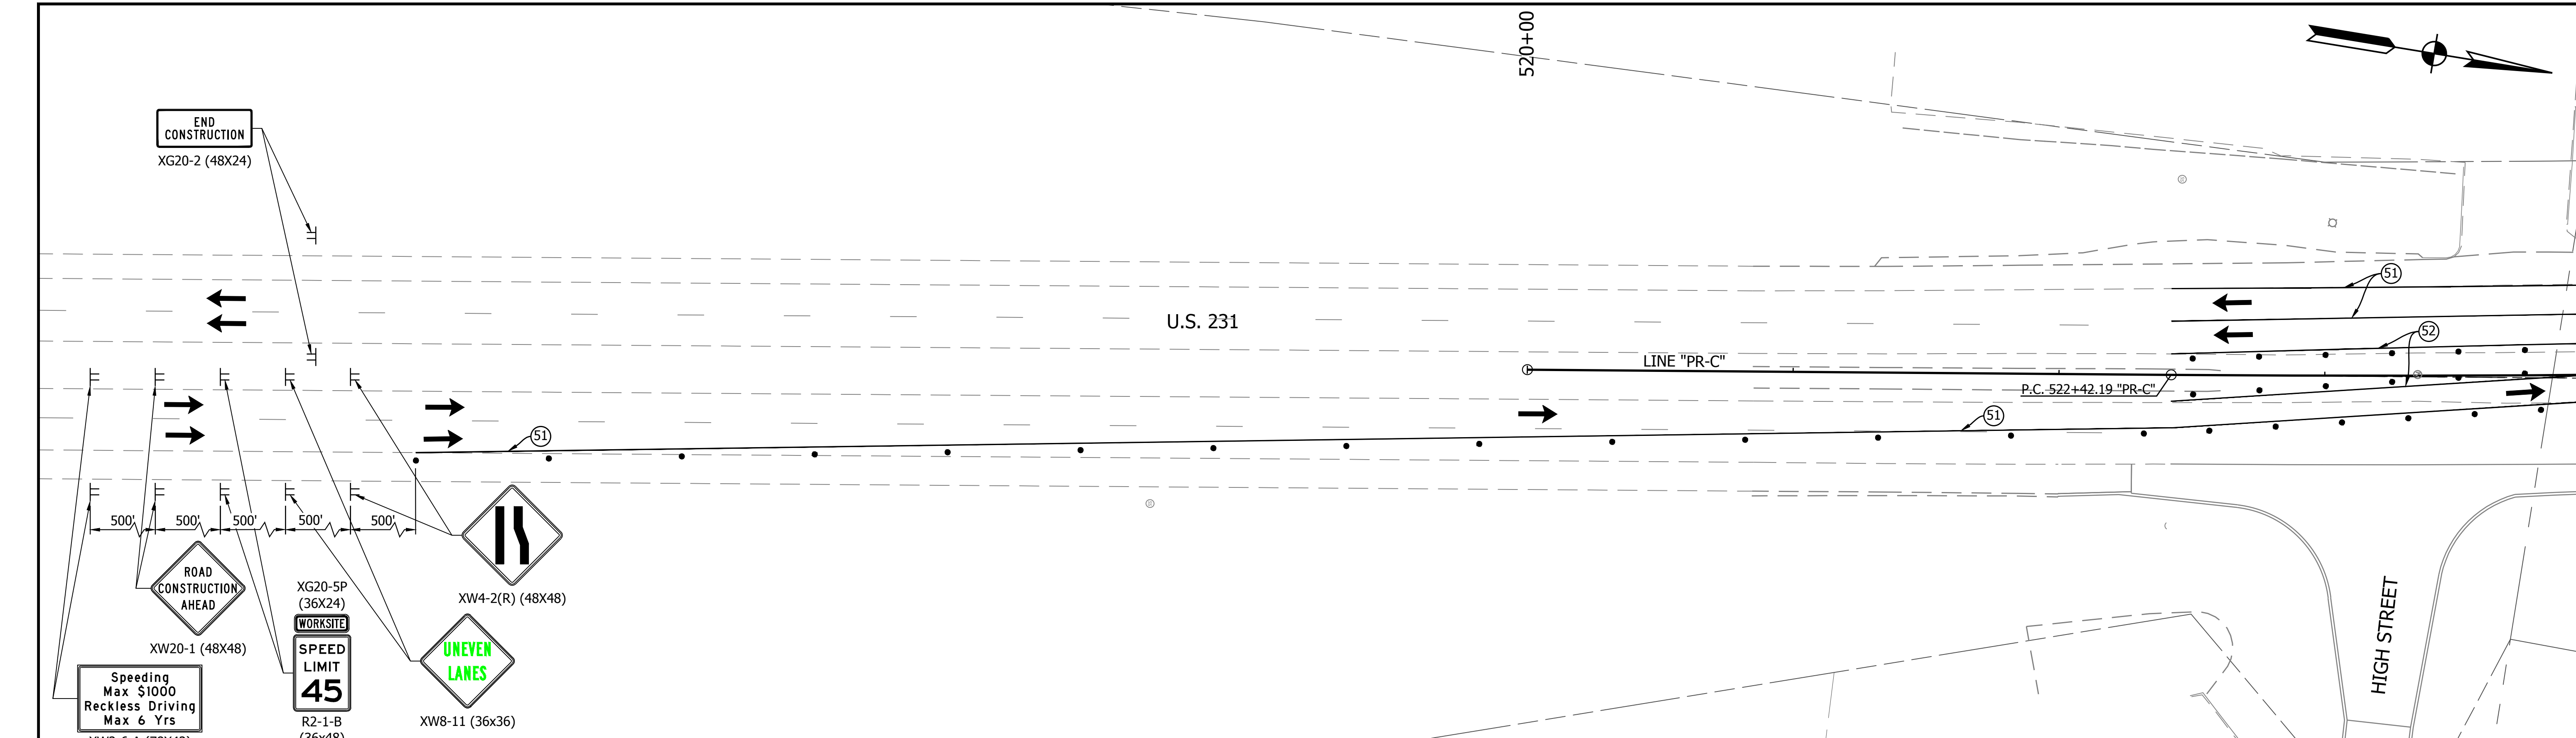 520+00
END
CONSTRUCTION
XG20-2 (48X24)
U.S. 231
LINE "PR-C"
P.C. 522+42.19 "PR-C"
51
52
51
51
500'
500'
500'
500'
500'
ROAD
CONSTRUCTION
AHEAD
XW20-1 (48X48)
XG20-5P
(36X24)
WORKSITE
SPEED
LIMIT
45
R2-1-B
(36x48)
XW4-2(R) (48X48)
UNEVEN
LANES
XW8-11 (36x36)
Speeding
Max $1000
Reckless Driving
Max 6 Yrs
HIGH STREET